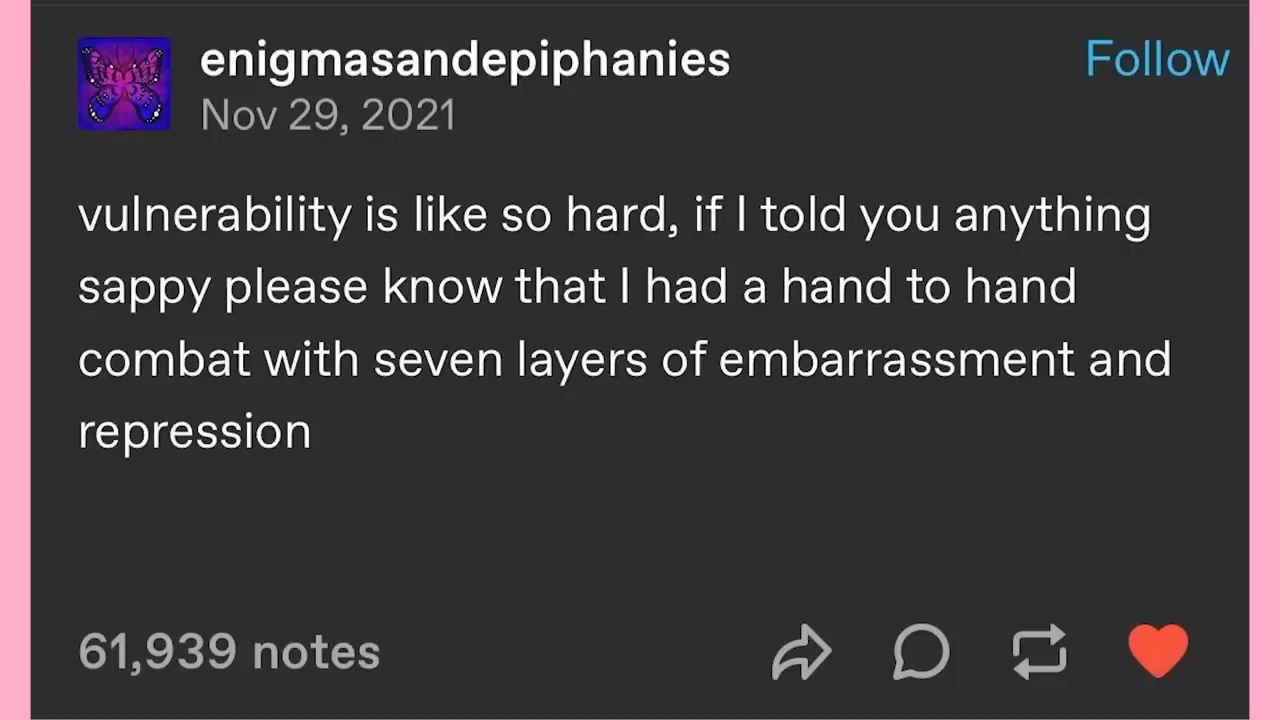 enigmasandepiphanies
Follow
Nov 29, 2021
vulnerability is like so hard, if I told you anything
sappy please know that I had a hand to hand
combat with seven layers of embarrassment and
repression
61,939 notes